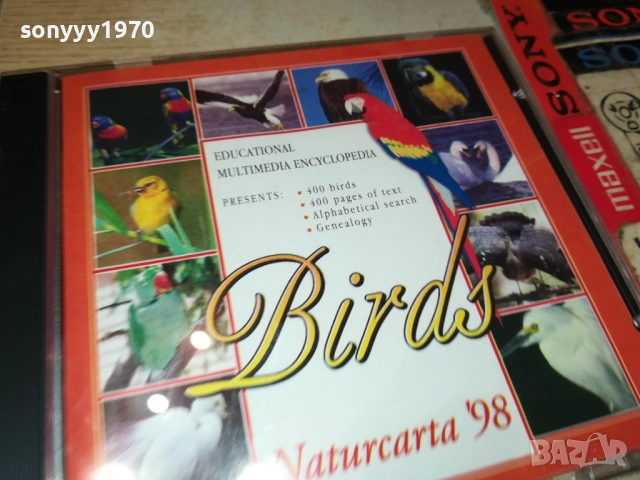 sonyyy1970
EDUCATIONAL
MULTIMEDIA ENCYCLOPEDIA
PRESENTS:
• 400 birds
• 400 pages of text
• Alphabetical search
• Genealogy
Birds
Naturcarta '98
SONY
maxell
BAZAR